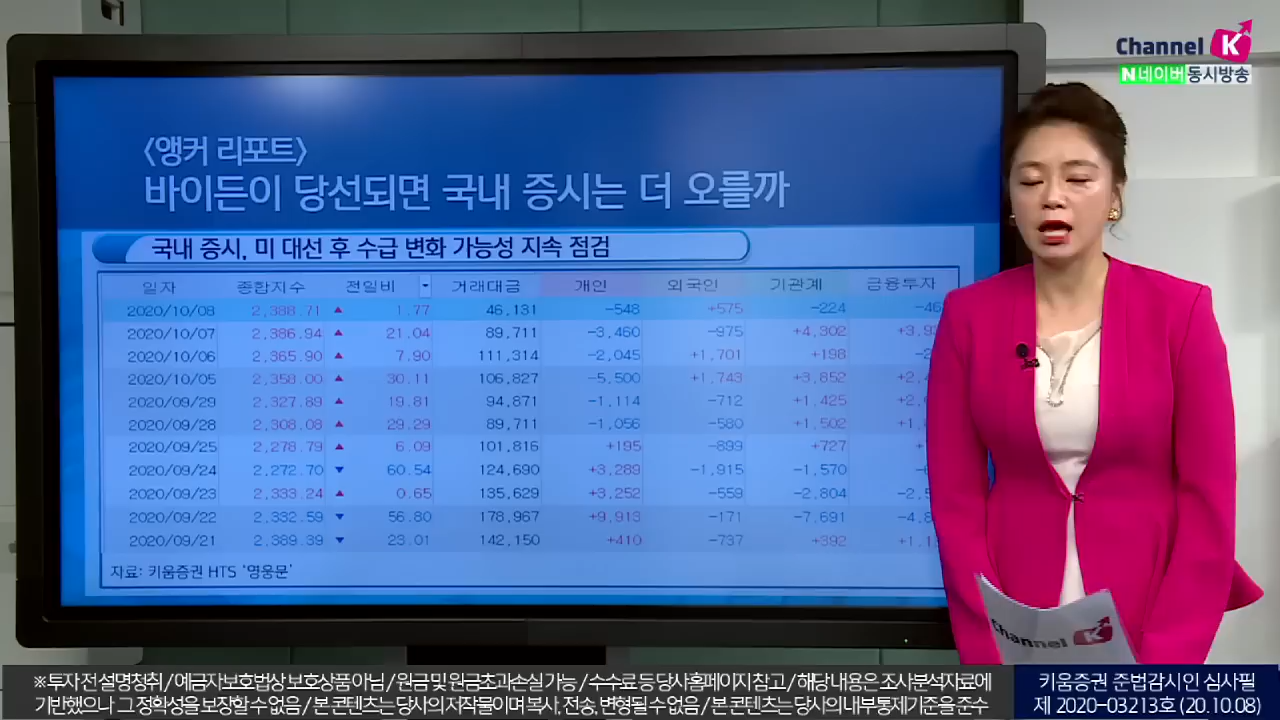 Channel K
N 네이버 동시방송
<앵커 리포트>
바이든이 당선되면 국내 증시는 더 오를까
국내 증시, 미 대선 후 수급 변화 가능성 지속 점검
일자 종합지수 전일비 거래대금 개인 외국인 기관계 금융투자
2020/10/08 2,388.71 ▲ 1.77 46,131 -548 +575 -224
2020/10/07 2,386.94 ▲ 21.04 89,711 -3,460 -975 +4,302
2020/10/06 2,365.90 ▲ 7.90 111,314 -2,045 +1,701 +198
2020/10/05 2,358.00 ▲ 30.11 106,827 -5,500 +1,743 +3,852
2020/09/29 2,327.89 ▲ 19.81 94,871 -1,114 -712 +1,425
2020/09/28 2,308.08 ▲ 29.29 89,711 -1,056 -580 +1,502
2020/09/25 2,278.79 ▲ 6.09 101,816 +195 -899 +727
2020/09/24 2,272.70 ▼ 60.54 124,690 +3,289 -1,915 -1,570
2020/09/23 2,333.24 ▲ 0.65 135,629 +3,252 -559 -2,804
2020/09/22 2,332.59 ▼ 56.80 178,967 +9,913 -171 -7,691
2020/09/21 2,389.39 ▼ 23.01 142,150 +410 -737 +392
자료: 키움증권 HTS '영웅문'
Channel K
※ 투자 전 설명청취 / 예금자보호법상 보호상품 아님 / 원금 및 원금초과손실 가능 / 수수료 등 당사홈페이지 참고 / 해당 내용은 조사분석자료에
기반했으나 그 정확성을 보장할 수 없음 / 본 콘텐츠는 당사의 저작물이며 복사, 전송, 변형될 수 없음 / 본 콘텐츠는 당사의 내부통제기준을 준수
키움증권 준법감시인 심사필
제 2020-03213호 (20.10.08)